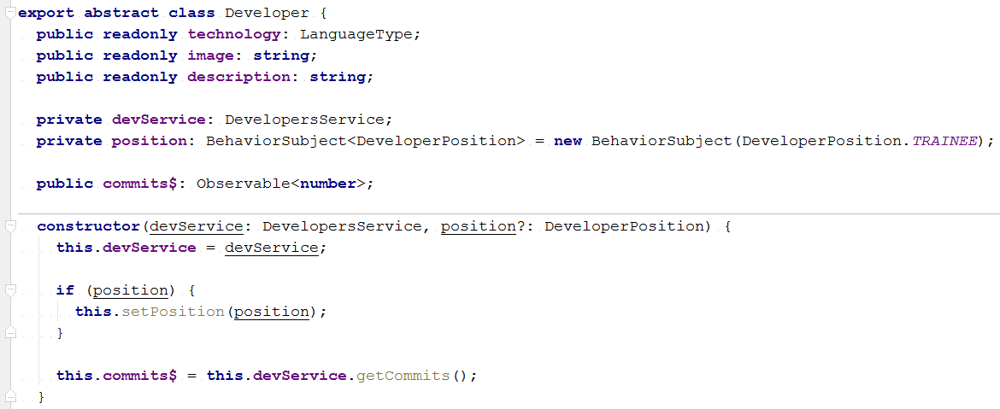 export abstract class Developer {
  public readonly technology: LanguageType;
  public readonly image: string;
  public readonly description: string;

  private devService: DevelopersService;
  private position: BehaviorSubject<DeveloperPosition> = new BehaviorSubject(DeveloperPosition.TRAINEE);

  public commits$: Observable<number>;

  constructor(devService: DevelopersService, position?: DeveloperPosition) {
    this.devService = devService;

    if (position) {
      this.setPosition(position);
    }

    this.commits$ = this.devService.getCommits();
  }